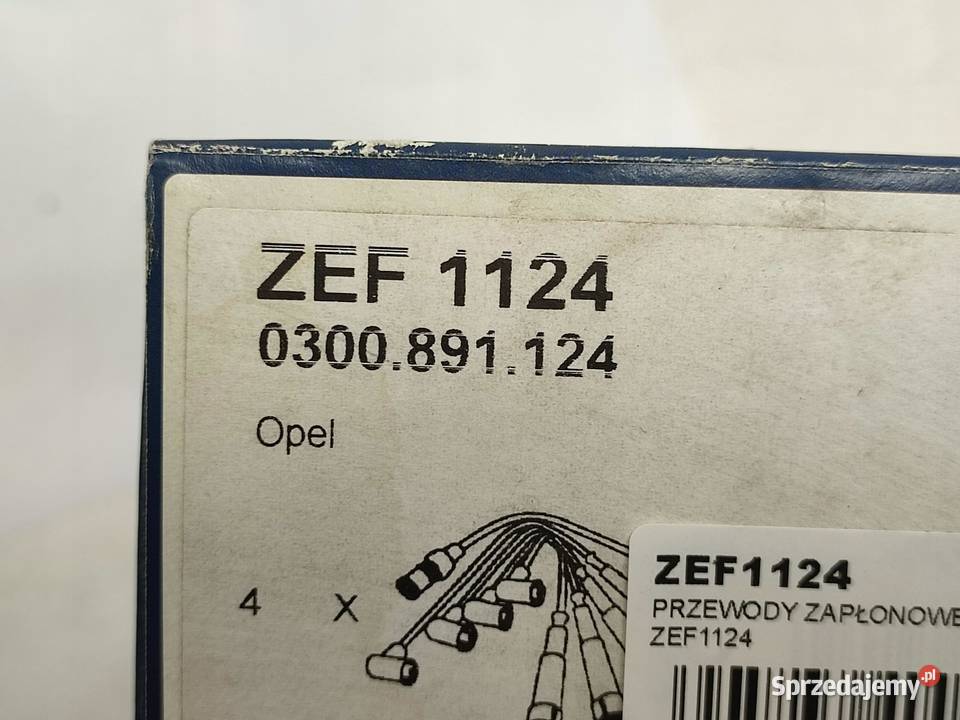 ZEF 1124
0300.891.124
Opel
4 X
ZEF1124
PRZEWODY ZAPŁONOWE
ZEF1124
Sprzedajemy.pl